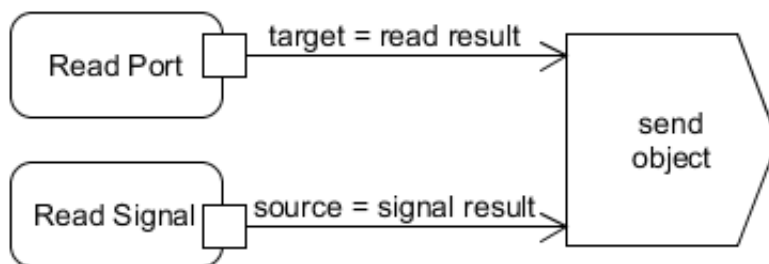 Read Port
target = read result
send
object
Read Signal
source = signal result